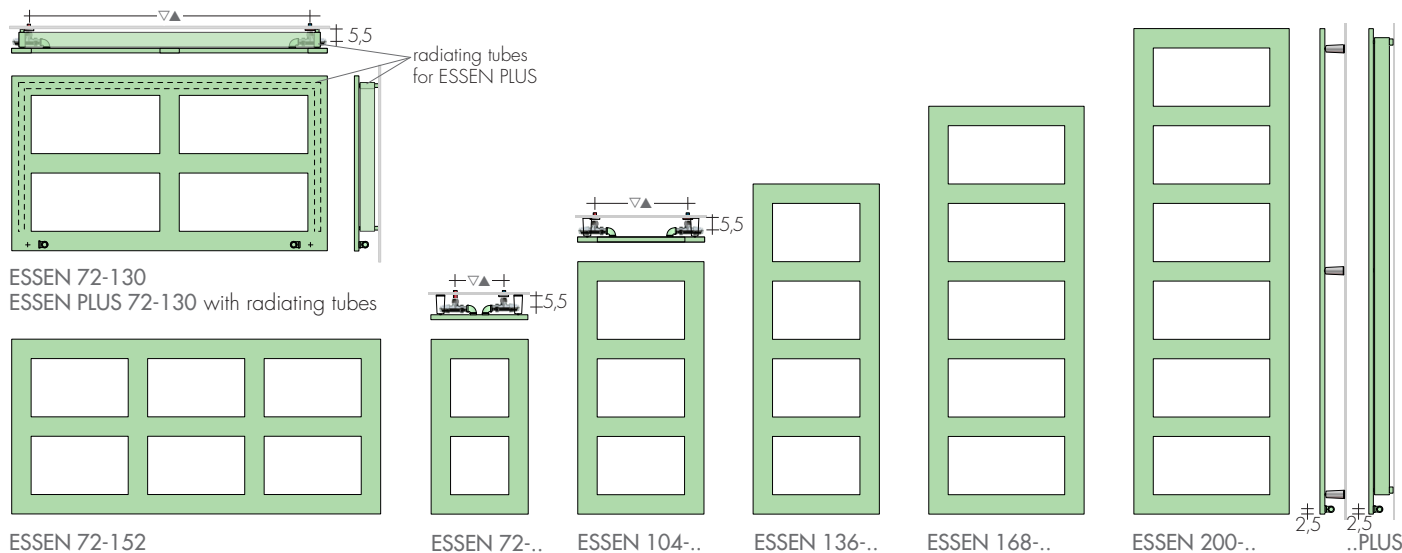 ▽▲
5,5
radiating tubes
for ESSEN PLUS
ESSEN 72-130
ESSEN PLUS 72-130 with radiating tubes
▽▲
5,5
▽▲
5,5
ESSEN 72-152
ESSEN 72-..
ESSEN 104-..
ESSEN 136-..
ESSEN 168-..
ESSEN 200-..
2,5
2,5
..PLUS